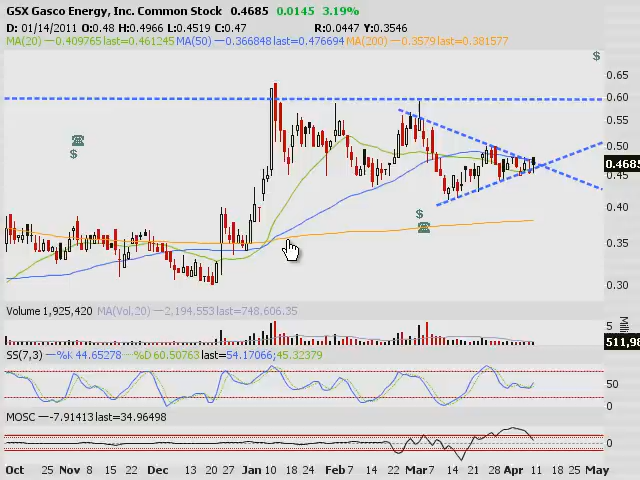 GSX Gasco Energy, Inc. Common Stock 0.4685 0.0145 3.19%
D: 01/14/2011 O:0.48 H:0.4966 L:0.4519 C:0.47 R:0.0447 Y:0.3546
MA(20) —0.409765 last=0.461245 MA(50) —0.366848 last=0.476694 MA(200) —0.3579 last=0.381577
$
0.65
0.60
0.55
0.50
0.4685
0.45
0.40
0.35
0.30
$
$
Volume 1,925,420 MA(Vol.20) —2,194.553 last=748,606.35
5
Milli
511,98
SS(7,3) —%K 44.65278 —%D 60.50763 last=54.17066; 45.32379
50
0
MOSC —-7.91413 last=34.96498
0
Oct 25 Nov 8 15 22 Dec 13 20 27 Jan 10 18 24 Feb 7 14 22 Mar 7 14 21 28 Apr 11 18 25 May